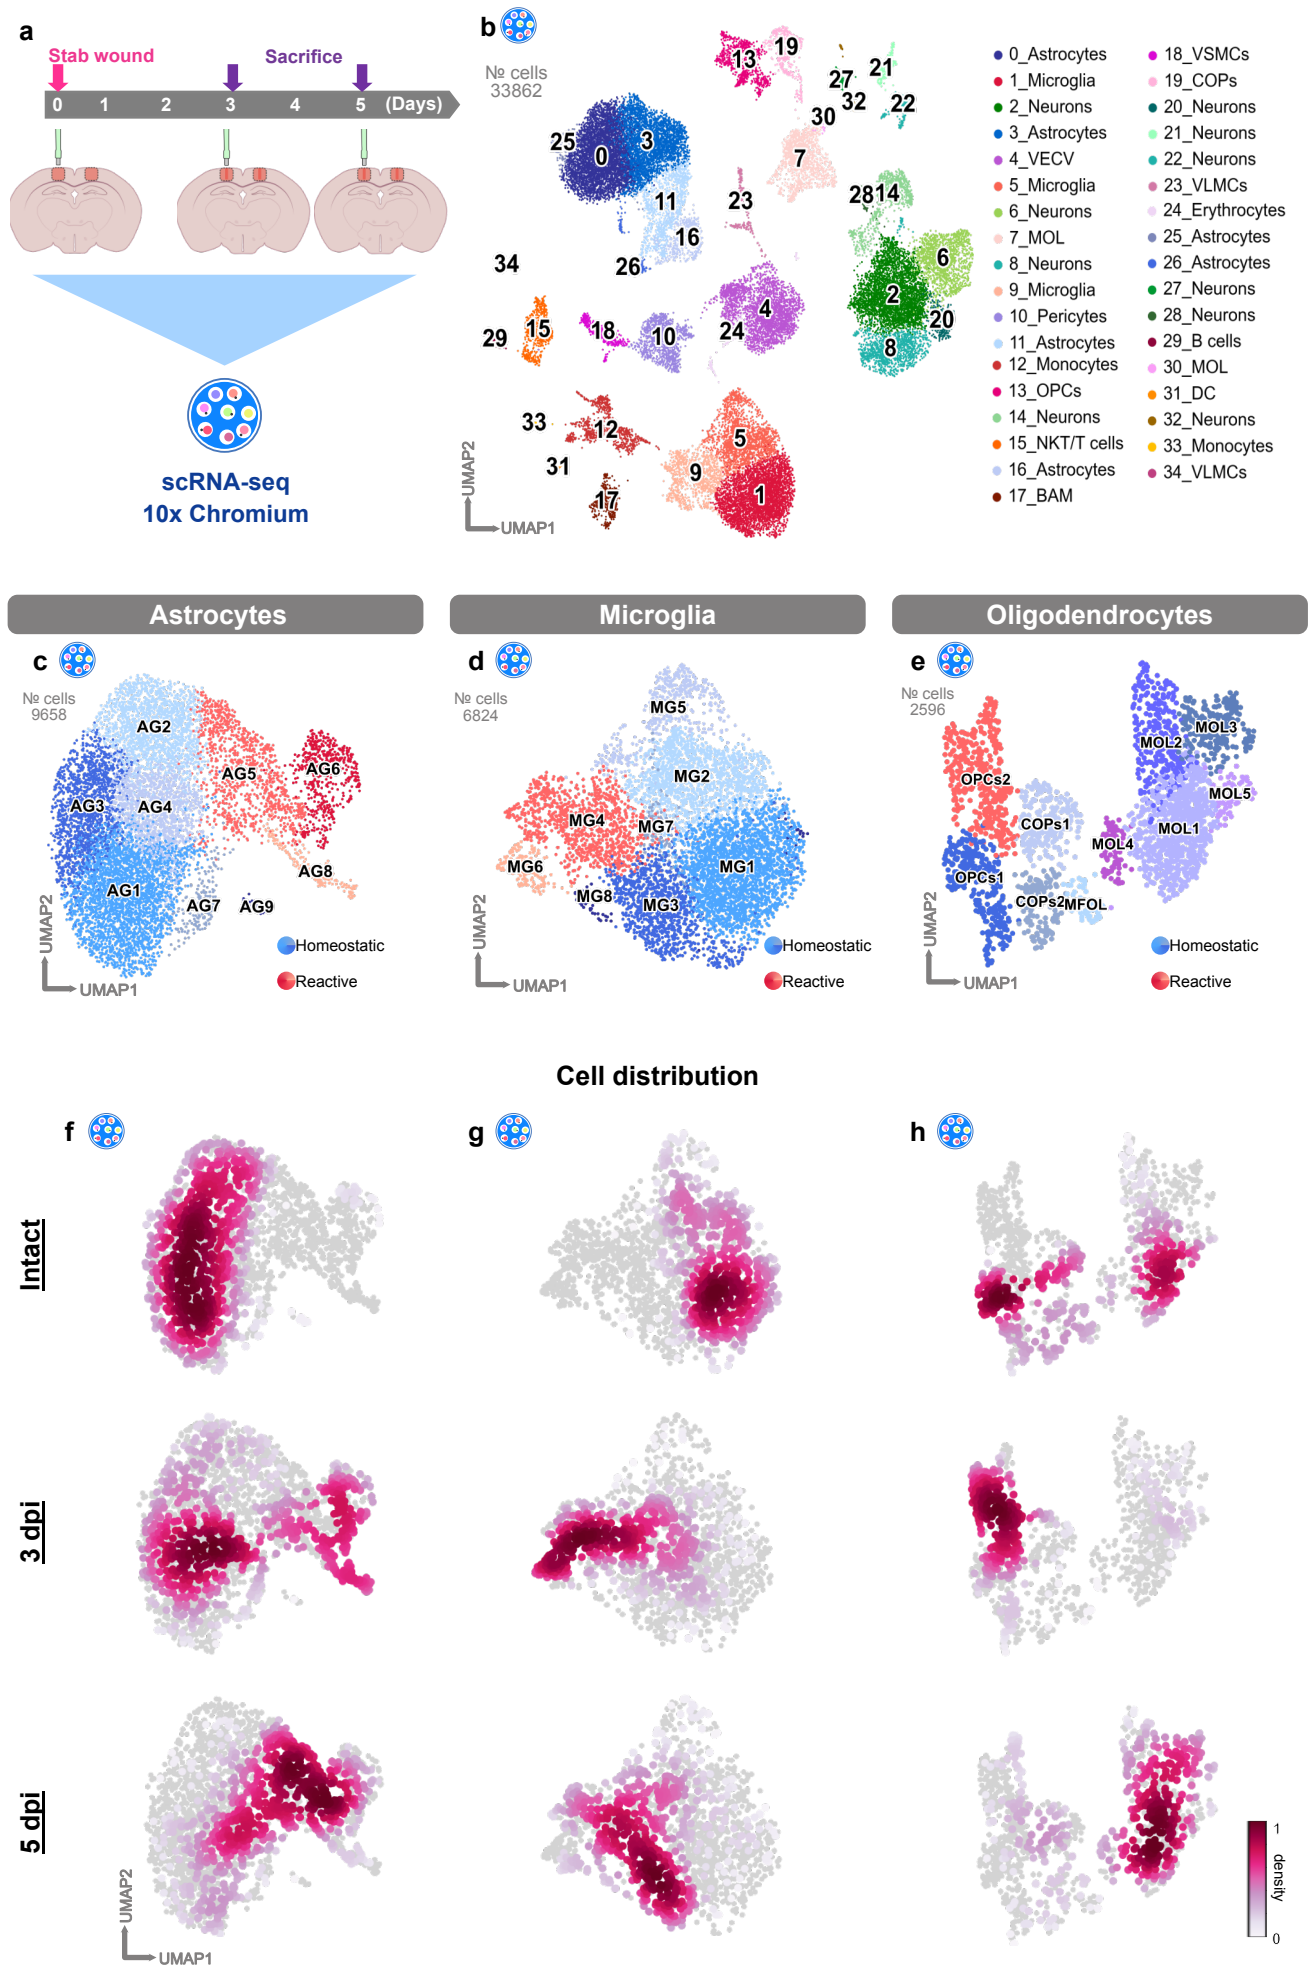 a
Stab wound
Sacrifice
0 1 2 3 4 5 (Days)
scRNA-seq
10x Chromium
b
№ cells
33862
13
19
27
21
32
22
30
25
0
3
7
11
23
28
14
16
34
26
6
4
2
29
15
18
10
24
20
8
33
12
5
31
9
17
1
UMAP2
UMAP1
0_Astrocytes
1_Microglia
2_Neurons
3_Astrocytes
4_VECV
5_Microglia
6_Neurons
7_MOL
8_Neurons
9_Microglia
10_Pericytes
11_Astrocytes
12_Monocytes
13_OPCs
14_Neurons
15_NKT/T cells
16_Astrocytes
17_BAM
18_VSMCs
19_COPs
20_Neurons
21_Neurons
22_Neurons
23_VLMCs
24_Erythrocytes
25_Astrocytes
26_Astrocytes
27_Neurons
28_Neurons
29_B cells
30_MOL
31_DC
32_Neurons
33_Monocytes
34_VLMCs
Astrocytes
c
№ cells
9658
AG2
AG5
AG6
AG3
AG4
AG8
AG1
AG7
AG9
Homeostatic
Reactive
UMAP2
UMAP1
Microglia
d
№ cells
6824
MG5
MG2
MG4
MG7
MG6
MG1
MG8
MG3
Homeostatic
Reactive
UMAP2
UMAP1
Oligodendrocytes
e
№ cells
2596
MOL3
MOL2
OPCs2
MOL5
COPs1
MOL1
MOL4
OPCs1
COPs2
MFOL
Homeostatic
Reactive
UMAP2
UMAP1
Cell distribution
f
g
h
Intact
3 dpi
5 dpi
UMAP2
UMAP1
1
density
0